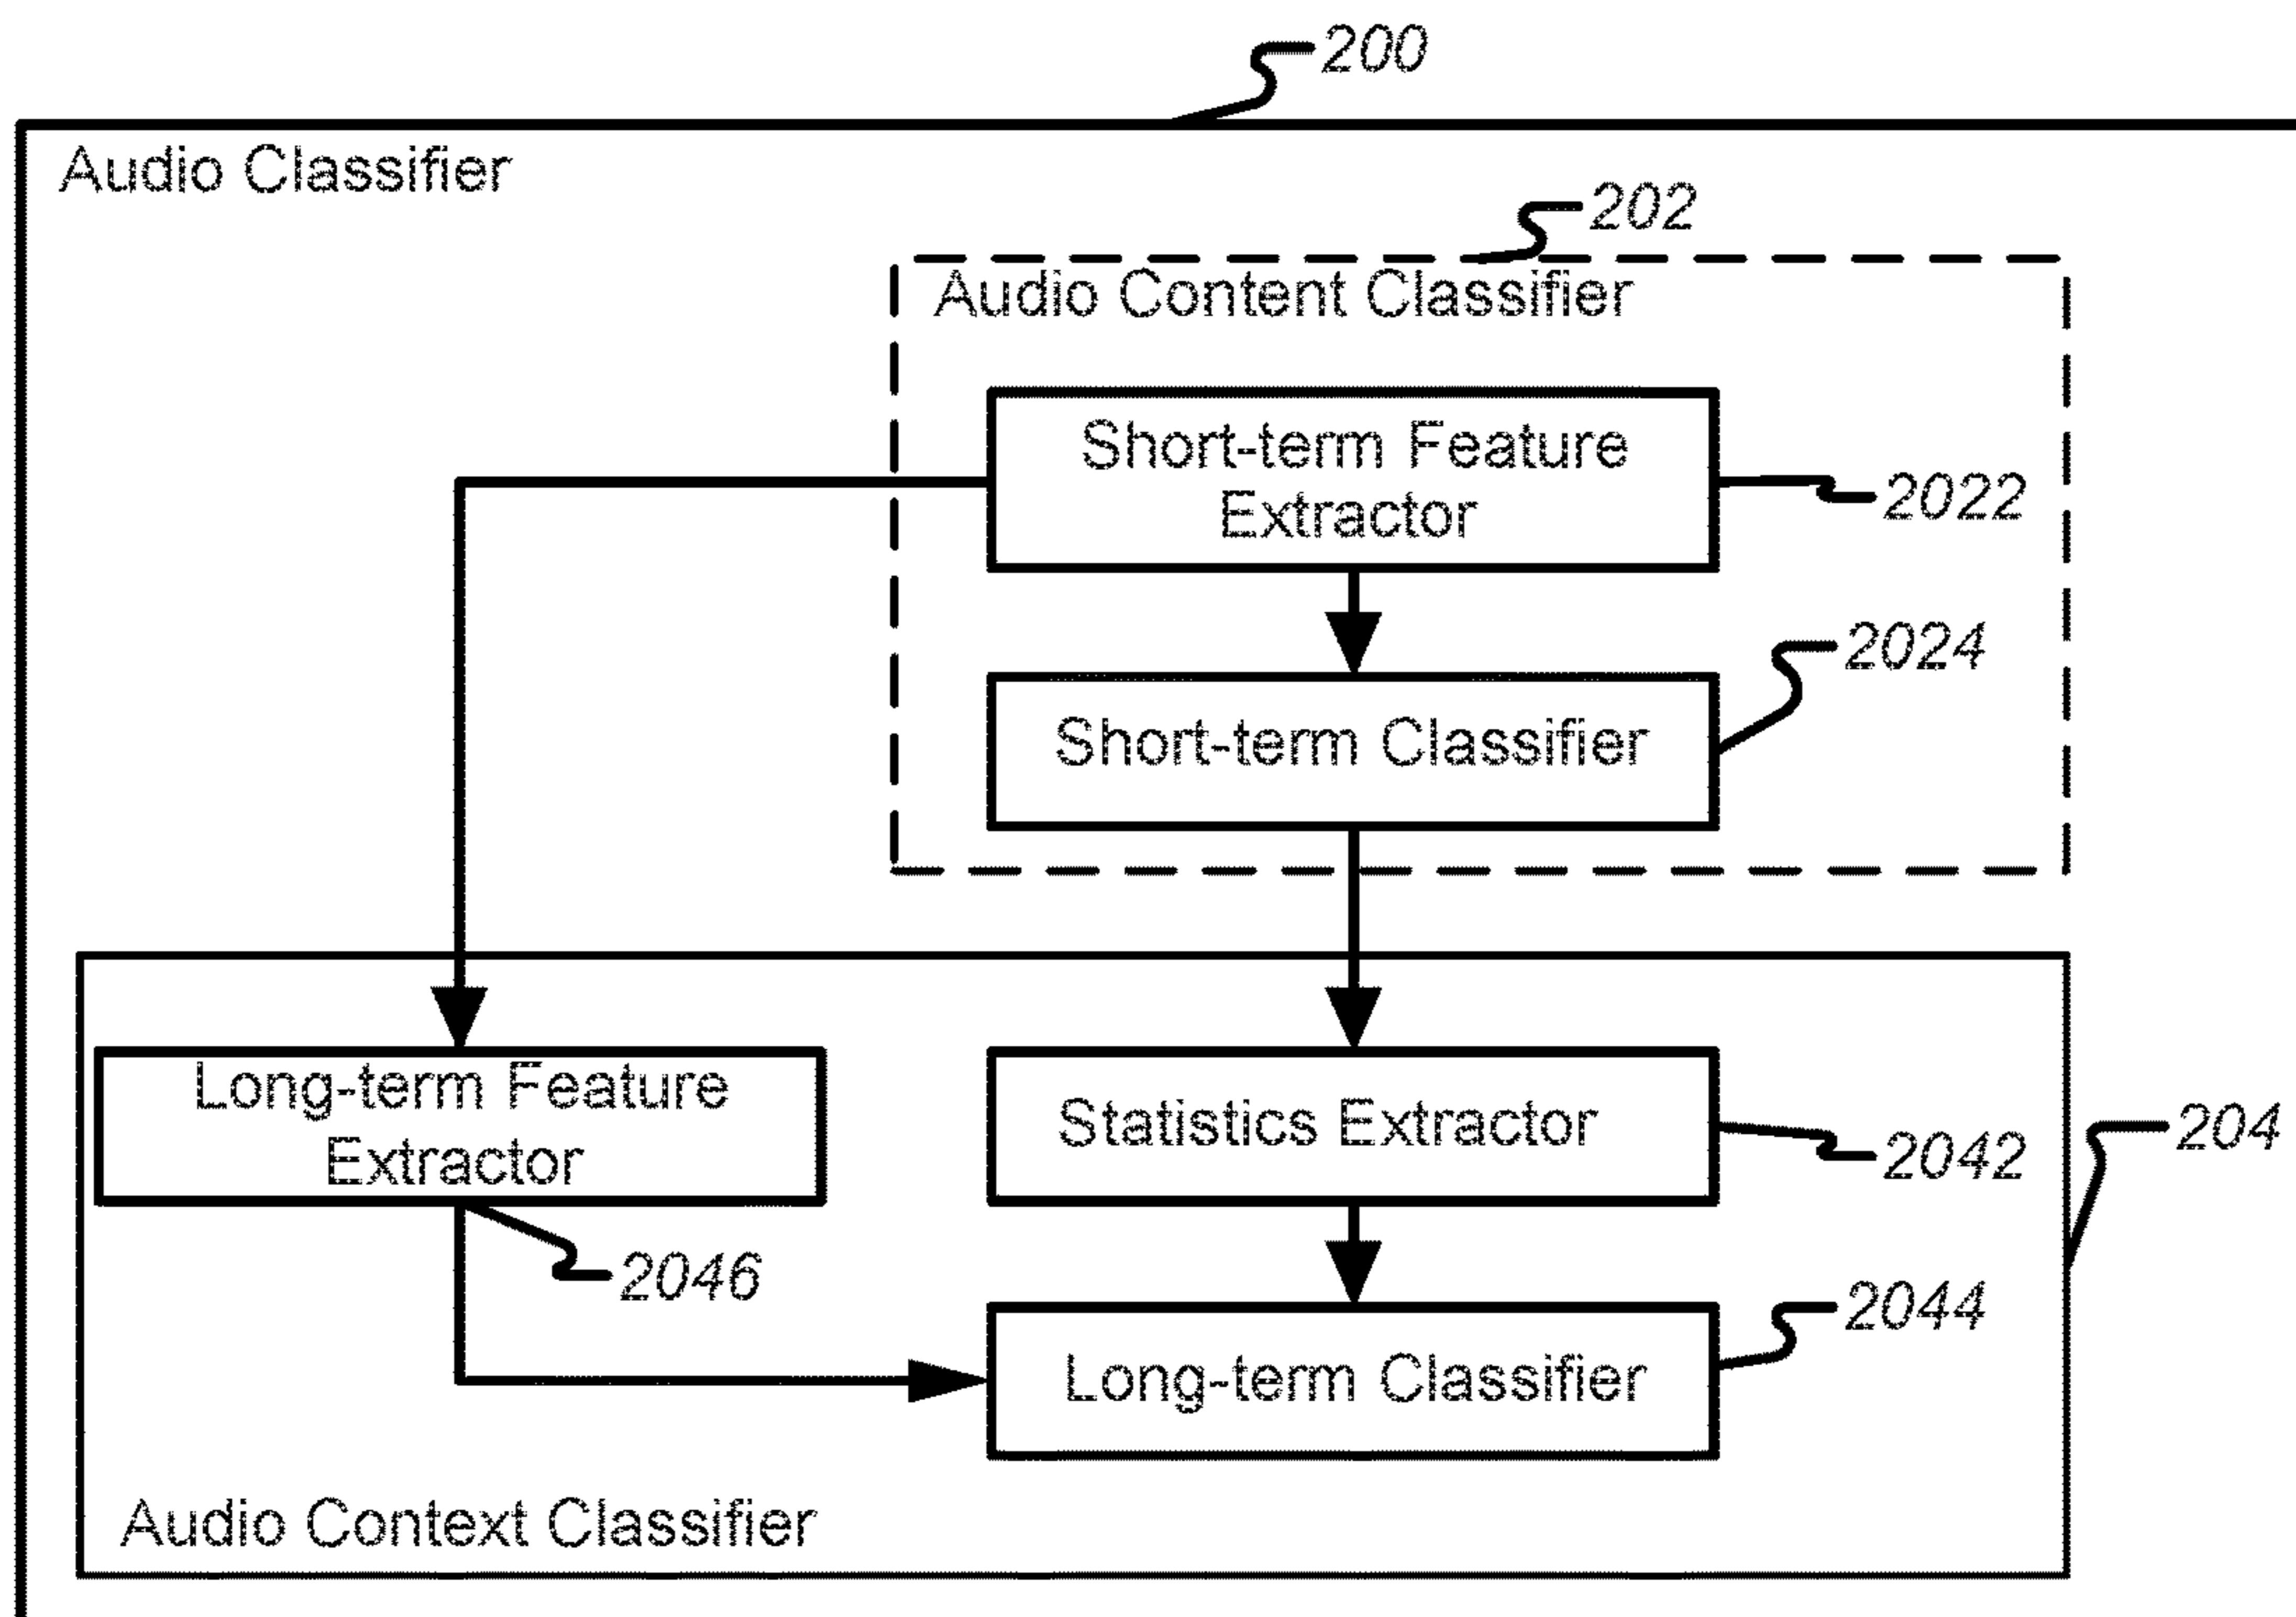 200
Audio Classifier
202
Audio Content Classifier
Short-term Feature
Extractor
2022
2024
Short-term Classifier
Long-term Feature
Extractor
Statistics Extractor
2042
204
2046
2044
Long-term Classifier
Audio Context Classifier